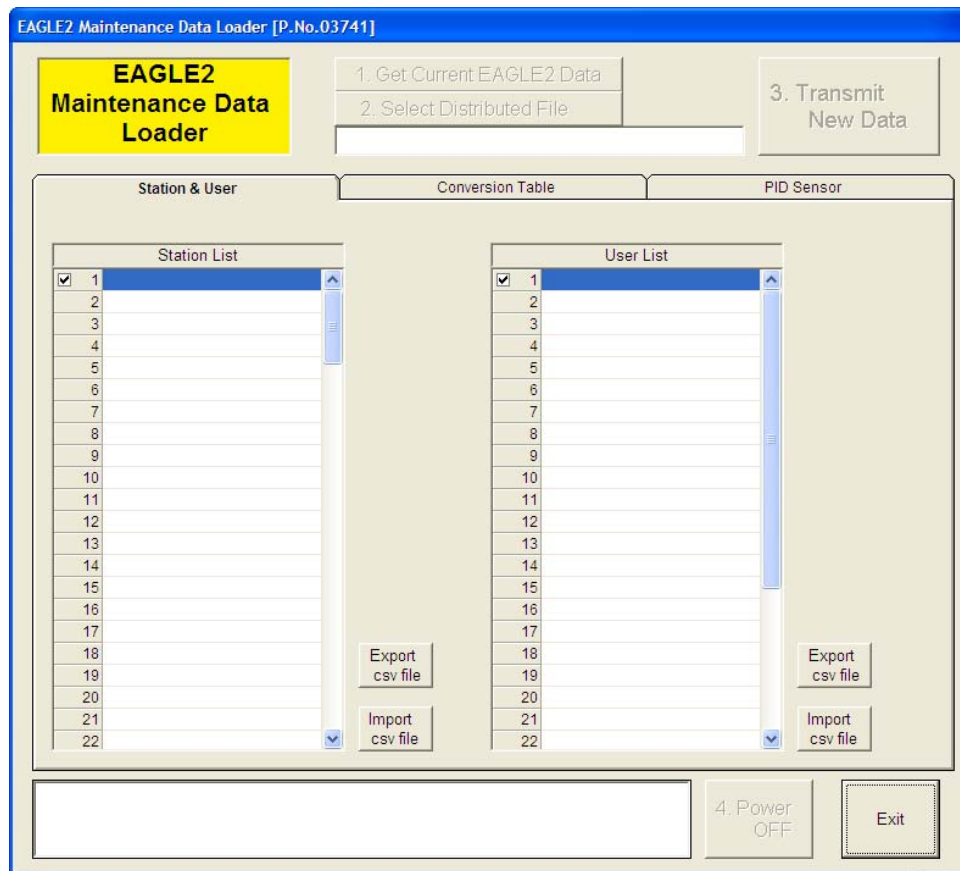 EAGLE2 Maintenance Data Loader [P.No.03741]
EAGLE2
Maintenance Data
Loader
1. Get Current EAGLE2 Data
2. Select Distributed File
3. Transmit
New Data
Station & User
Conversion Table
PID Sensor
Station List
1
2
3
4
5
6
7
8
9
10
11
12
13
14
15
16
17
18
19
20
21
22
Export
csv file
Import
csv file
User List
1
2
3
4
5
6
7
8
9
10
11
12
13
14
15
16
17
18
19
20
21
22
Export
csv file
Import
csv file
4. Power
OFF
Exit